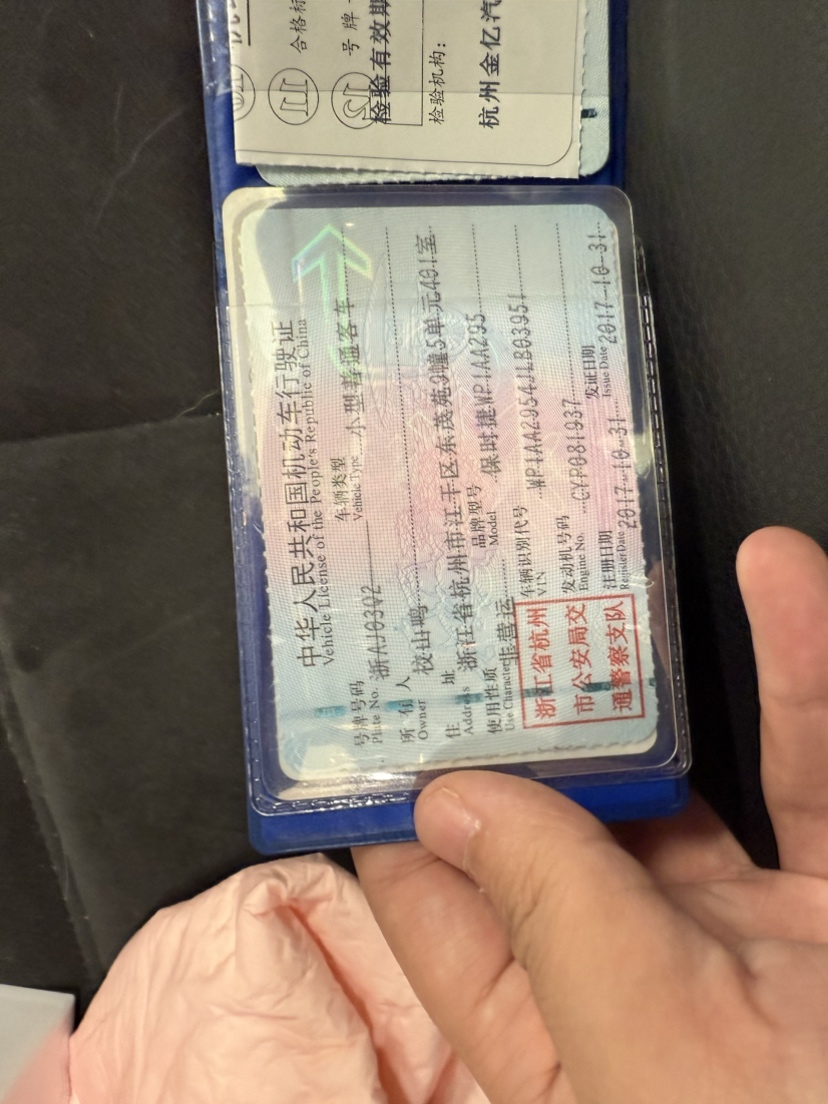 合格标
号牌
检验有效期
检验机构：
杭州金亿汽
中华人民共和国机动车行驶证
Vehicle License of the People's Republic of China
号牌号码 浙AJ0302 车辆类型 小型普通客车
Plate No. Vehicle Type
所有人 校山鸣
Owner
住址 浙江省杭州市江干区东茂苑9幢5单元401室
Address
使用性质 非营运 品牌型号 保时捷WP1AA295
Use Character Model
车辆识别代号 WP1AA2954JLB03951
VIN
发动机号码 CYP081937
Engine No.
注册日期 2017-10-31 发证日期 2017-10-31
Register Date Issue Date
浙江省杭州
市公安局交
通警察支队